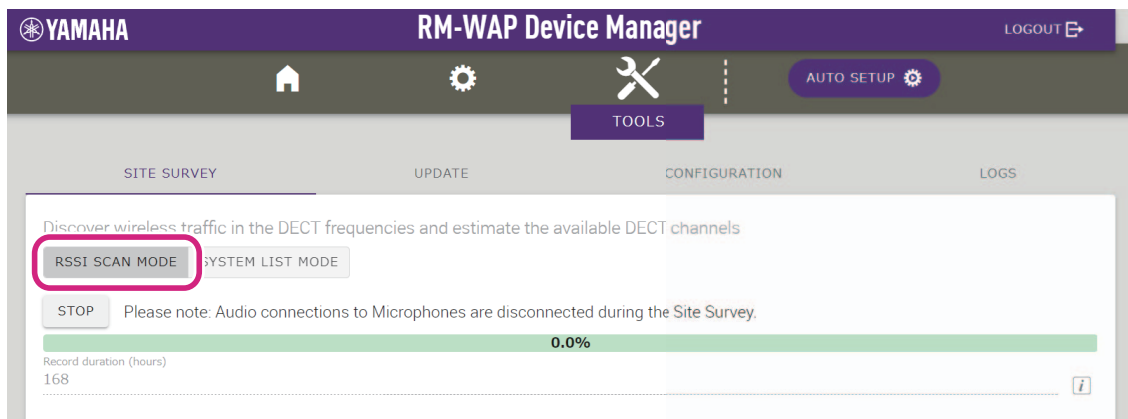 YAMAHA RM-WAP Device Manager LOGOUT
AUTO SETUP
TOOLS
SITE SURVEY UPDATE CONFIGURATION LOGS
Discover wireless traffic in the DECT frequencies and estimate the available DECT channels
RSSI SCAN MODE SYSTEM LIST MODE
STOP Please note: Audio connections to Microphones are disconnected during the Site Survey.
0.0%
Record duration (hours)
168
i